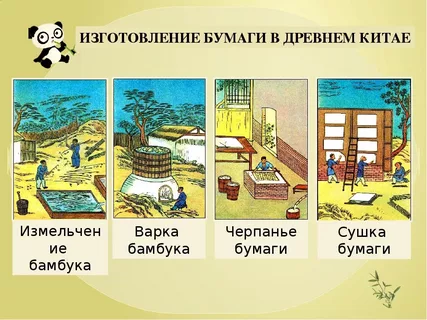 ИЗГОТОВЛЕНИЕ БУМАГИ В ДРЕВНЕМ КИТАЕ
Измельчен
ие
бамбука
Варка
бамбука
Черпанье
бумаги
Сушка
бумаги